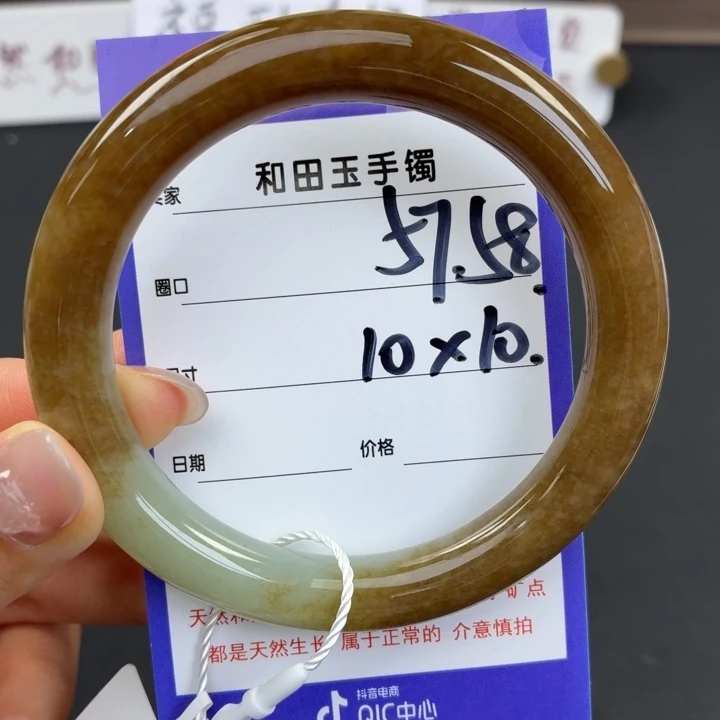 和田玉手镯
家
57.58.
圈口
10×10.
寸
日期 价格
天然 矿点
都是天然生长 属于正常的 介意慎拍
抖音电商
QIC中心